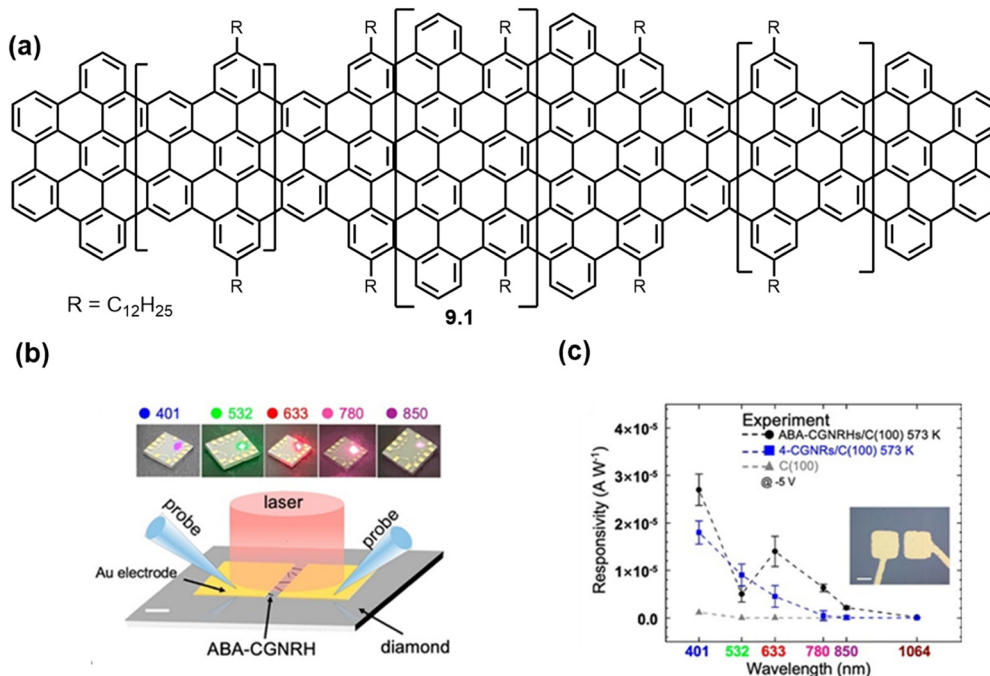 (a)
R R R R R
R R R R R
R = C₁₂H₂₅
9.1
(b)
401 532 633 780 850
laser
probe
probe
Au electrode
ABA-CGNRH
diamond
(c)
Experiment
ABA-CGNRHs/C(100) 573 K
4-CGNRs/C(100) 573 K
C(100)
@ -5 V
Responsivity (A W⁻¹)
4×10⁻⁵
3×10⁻⁵
2×10⁻⁵
1×10⁻⁵
0.0
401 532 633 780 850 1064
Wavelength (nm)